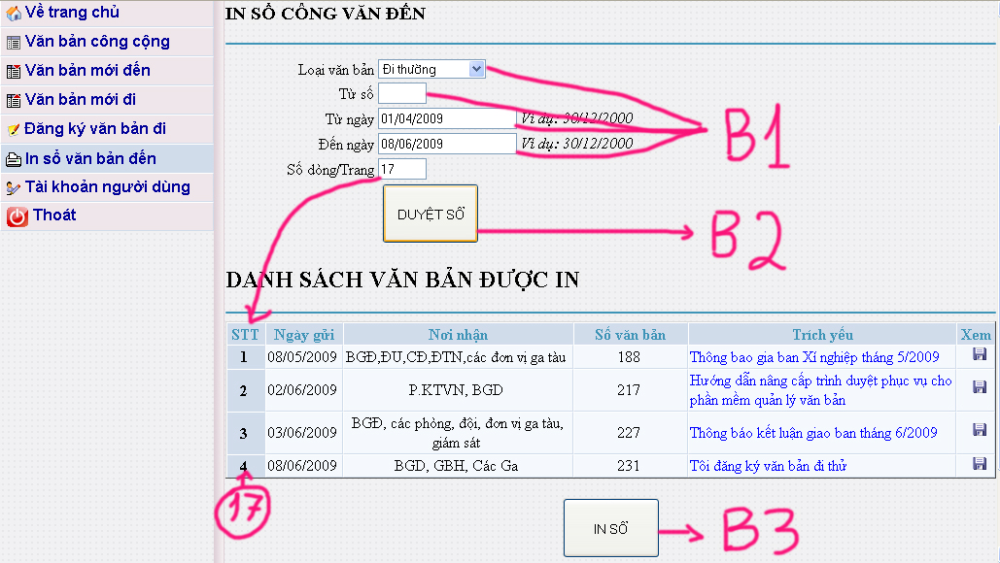 Về trang chủ
Văn bản công cộng
Văn bản mới đến
Văn bản mới đi
Đăng ký văn bản đi
In sổ văn bản đến
Tài khoản người dùng
Thoát
IN SỔ CÔNG VĂN ĐẾN
Loại văn bản Đi thường
Từ số
Từ ngày 01/04/2009 Ví dụ: 30/12/2000
Đến ngày 08/06/2009 Ví dụ: 30/12/2000
Số dòng/Trang 17
B1
DUYỆT SỔ
B2
DANH SÁCH VĂN BẢN ĐƯỢC IN
STT Ngày gửi Nơi nhận Số văn bản Trích yếu Xem
1 08/05/2009 BGĐ,ĐU,CĐ,ĐTN,các đơn vị ga tàu 188 Thông bao gia ban Xí nghiệp tháng 5/2009
2 02/06/2009 P.KTVN, BGD 217 Hướng dẫn nâng cấp trình duyệt phục vụ cho
phần mềm quản lý văn bản
3 03/06/2009 BGĐ, các phòng, đội, đơn vị ga tàu,
giám sát 227 Thông báo kết luận giao ban tháng 6/2009
4 08/06/2009 BGD, GBH, Các Ga 231 Tôi đăng ký văn bản đi thử
17
IN SỔ
B3